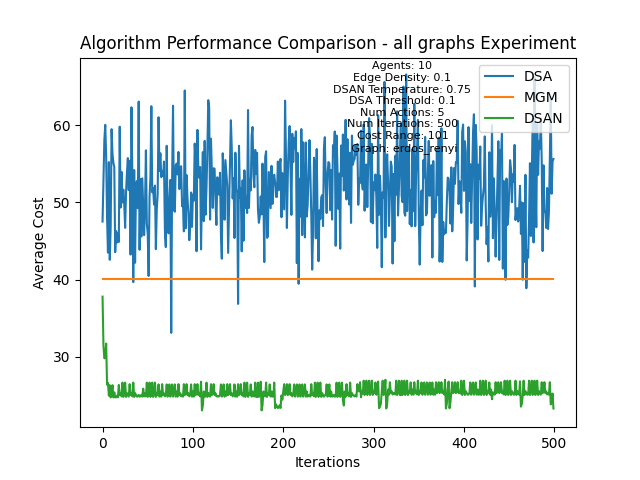 Algorithm Performance Comparison - all graphs Experiment
Agents: 10
Edge Density: 0.1
DSAN Temperature: 0.75
DSA Threshold: 0.1
Num Actions: 5
Num Iterations: 500
Cost Range: 101
Graph: erdos_renyi
DSA
MGM
DSAN
Average Cost
60
50
40
30
0 100 200 300 400 500
Iterations